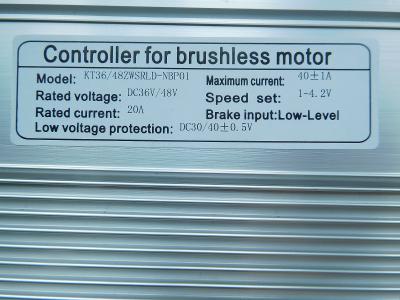 Controller for brushless motor
Model: KT36/48ZWSRLD-NBP01 Maximum current: 40±1A
Rated voltage: DC36V/48V Speed set: 1-4.2V
Rated current: 20A Brake input:Low-Level
Low voltage protection: DC30/40±0.5V